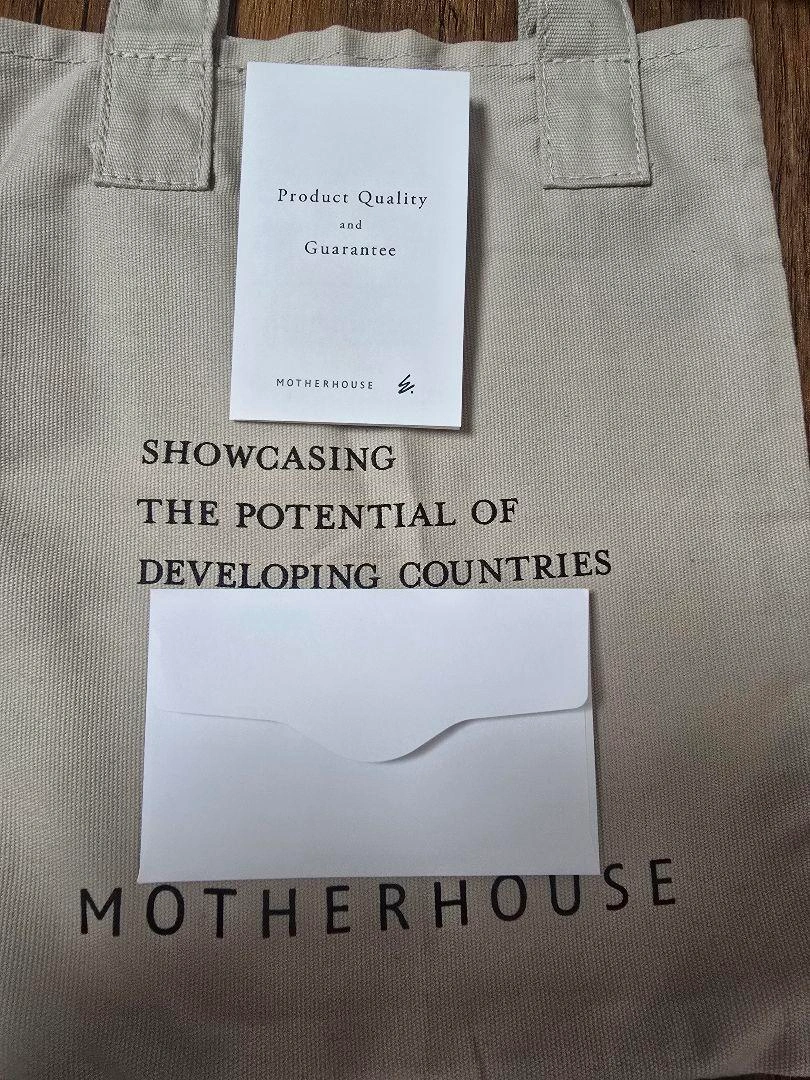 Product Quality
and
Guarantee
MOTHERHOUSE
SHOWCASING
THE POTENTIAL OF
DEVELOPING COUNTRIES
MOTHERHOUSE